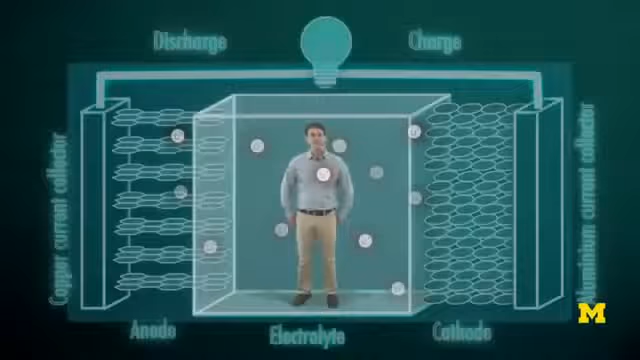 Discharge
Charge
Copper current collector
Aluminium current collector
Anode
Electrolyte
Cathode
M